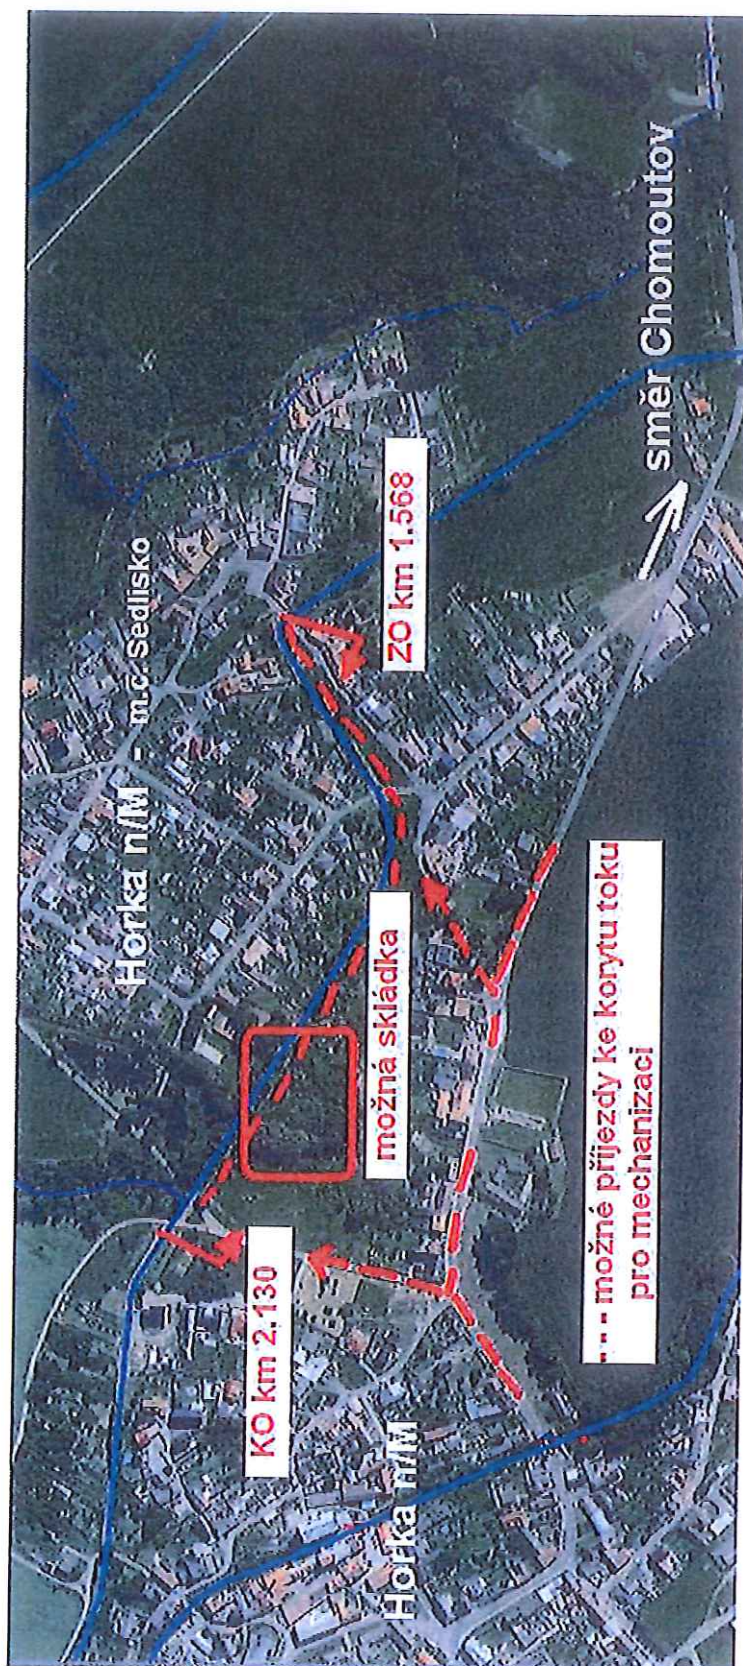 Horka n/M - m.c. Sedlisko
KO km 2.130
možná skládka
ZO km 1.568
Horka n/M
směr Chomoutov
--- možné příjezdy ke korytu toku
pro mechanizaci